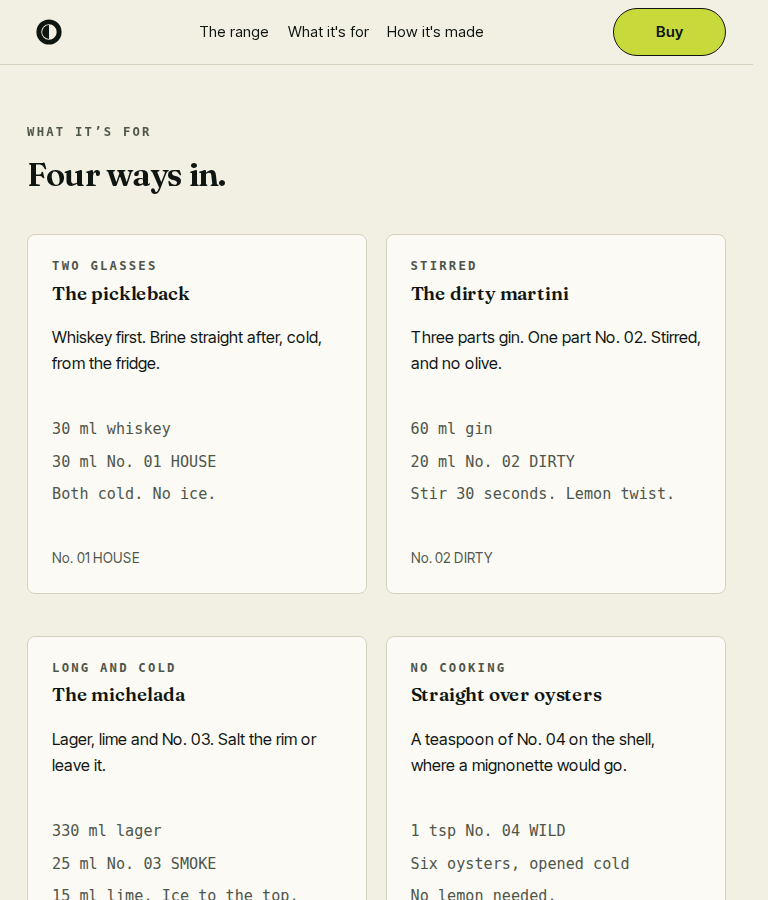 The range What it's for How it's made Buy
WHAT IT’S FOR
Four ways in.
TWO GLASSES
The pickleback
Whiskey first. Brine straight after, cold,
from the fridge.
30 ml whiskey
30 ml No. 01 HOUSE
Both cold. No ice.
No. 01 HOUSE
STIRRED
The dirty martini
Three parts gin. One part No. 02. Stirred,
and no olive.
60 ml gin
20 ml No. 02 DIRTY
Stir 30 seconds. Lemon twist.
No. 02 DIRTY
LONG AND COLD
The michelada
Lager, lime and No. 03. Salt the rim or
leave it.
330 ml lager
25 ml No. 03 SMOKE
15 ml lime. Ice to the top.
NO COOKING
Straight over oysters
A teaspoon of No. 04 on the shell,
where a mignonette would go.
1 tsp No. 04 WILD
Six oysters, opened cold
No lemon needed.